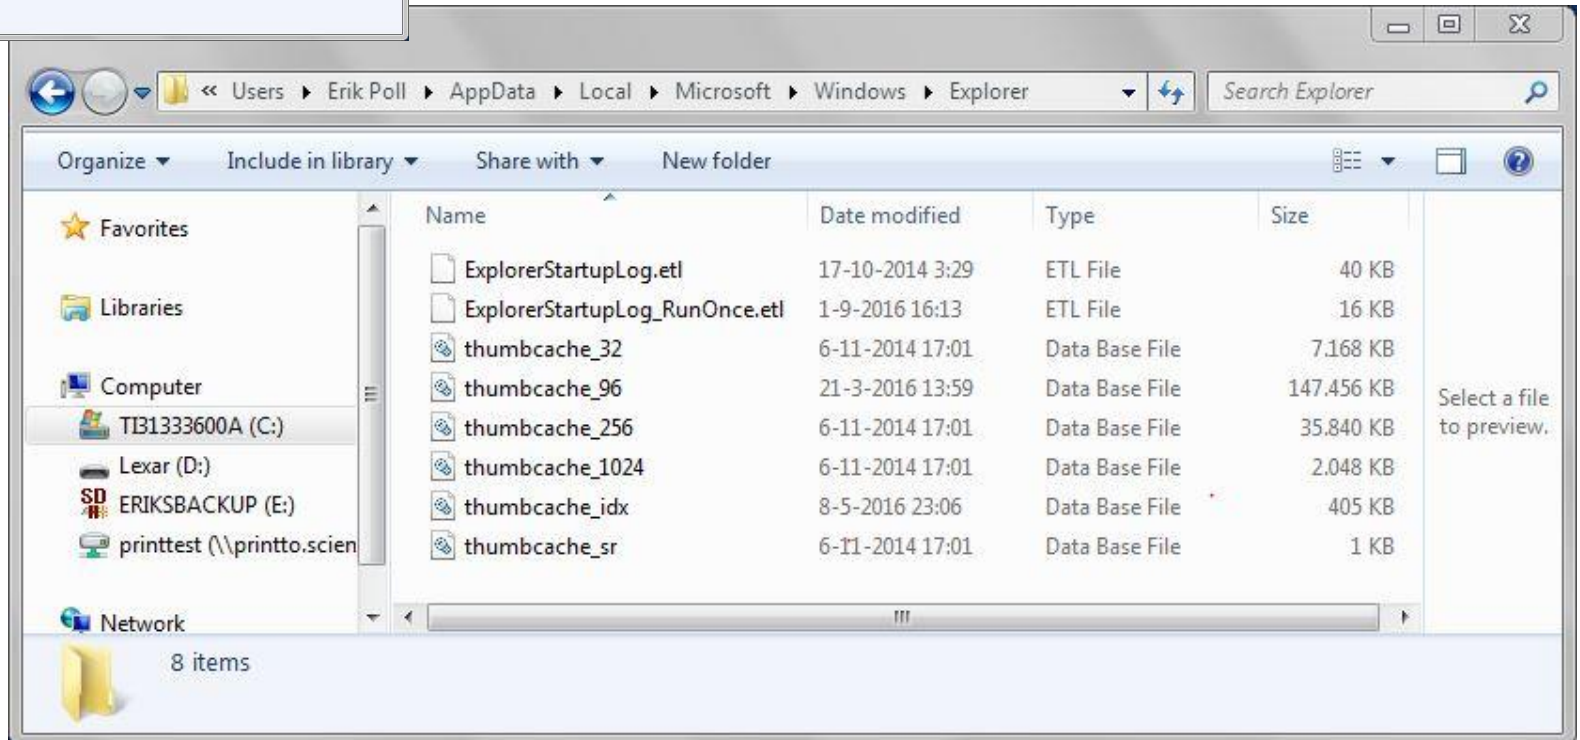 « Users ▸ Erik Poll ▸ AppData ▸ Local ▸ Microsoft ▸ Windows ▸ Explorer
Search Explorer
Organize Include in library Share with New folder
Favorites
Libraries
Computer
TI31333600A (C:)
Lexar (D:)
ERIKSBACKUP (E:)
printtest (\\printto.scien
Network
Name Date modified Type Size
ExplorerStartupLog.etl 17-10-2014 3:29 ETL File 40 KB
ExplorerStartupLog_RunOnce.etl 1-9-2016 16:13 ETL File 16 KB
thumbcache_32 6-11-2014 17:01 Data Base File 7.168 KB
thumbcache_96 21-3-2016 13:59 Data Base File 147.456 KB
thumbcache_256 6-11-2014 17:01 Data Base File 35.840 KB
thumbcache_1024 6-11-2014 17:01 Data Base File 2.048 KB
thumbcache_idx 8-5-2016 23:06 Data Base File 405 KB
thumbcache_sr 6-11-2014 17:01 Data Base File 1 KB
Select a file
to preview.
8 items